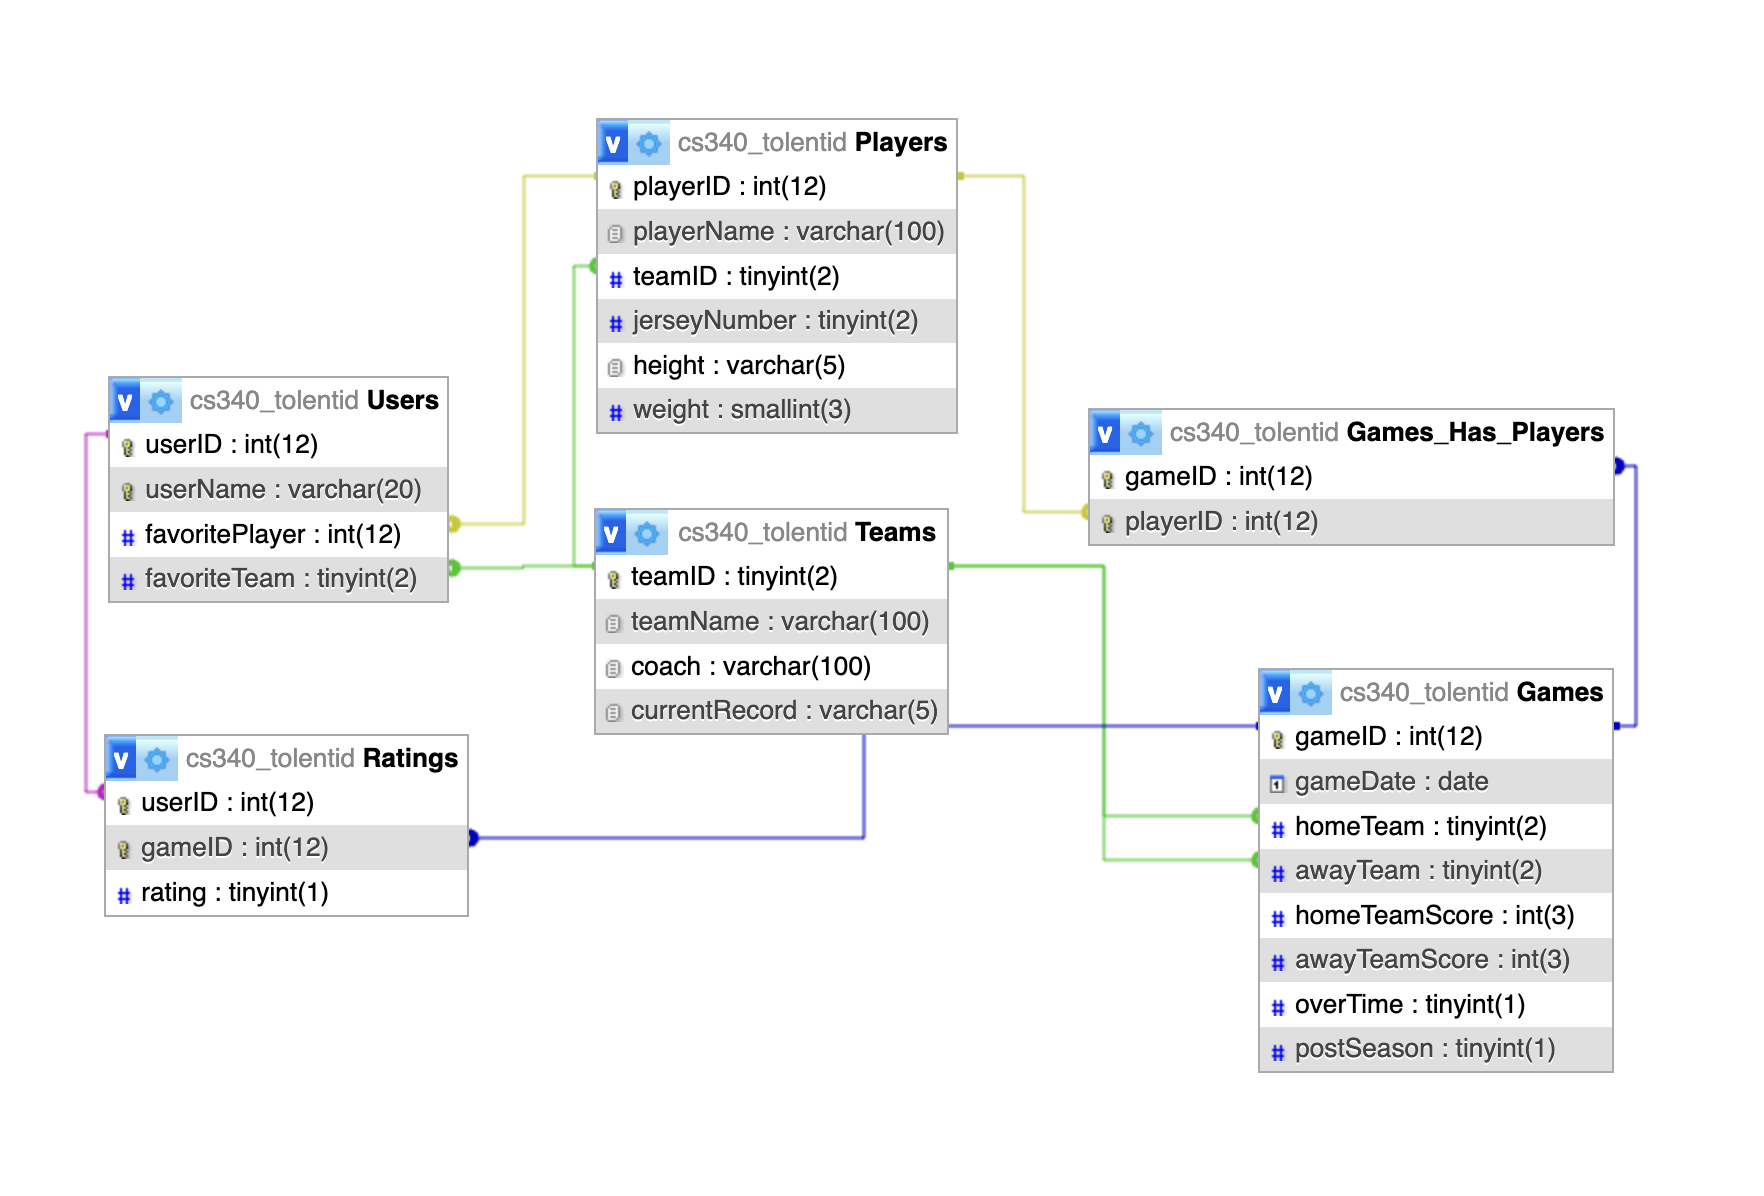 v cs340_tolentid Players
playerID : int(12)
playerName : varchar(100)
# teamID : tinyint(2)
# jerseyNumber : tinyint(2)
height : varchar(5)
# weight : smallint(3)
v cs340_tolentid Users
userID : int(12)
userName : varchar(20)
# favoritePlayer : int(12)
# favoriteTeam : tinyint(2)
v cs340_tolentid Games_Has_Players
gameID : int(12)
playerID : int(12)
v cs340_tolentid Teams
teamID : tinyint(2)
teamName : varchar(100)
coach : varchar(100)
currentRecord : varchar(5)
v cs340_tolentid Ratings
userID : int(12)
gameID : int(12)
# rating : tinyint(1)
v cs340_tolentid Games
gameID : int(12)
gameDate : date
# homeTeam : tinyint(2)
# awayTeam : tinyint(2)
# homeTeamScore : int(3)
# awayTeamScore : int(3)
# overTime : tinyint(1)
# postSeason : tinyint(1)